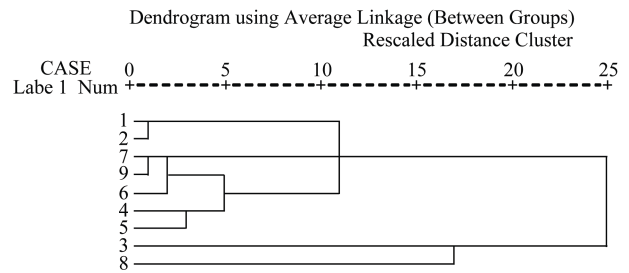 Dendrogram using Average Linkage (Between Groups)
Rescaled Distance Cluster
CASE 0 5 10 15 20 25
Labe 1 Num
1
2
7
9
6
4
5
3
8